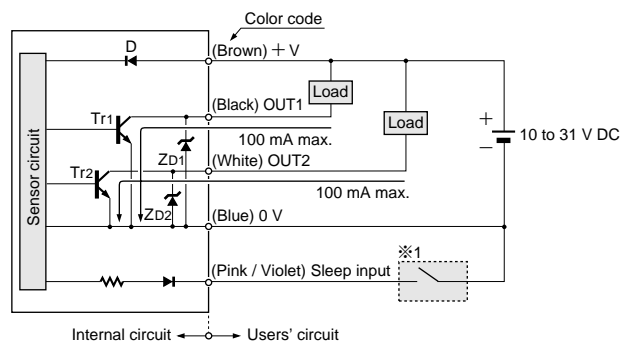 Color code
D
(Brown) + V
Load
(Black) OUT1
Load
Tr1
+
100 mA max.
10 to 31 V DC
−
ZD1
(White) OUT2
Tr2
100 mA max.
Sensor circuit
ZD2
(Blue) 0 V
※1
(Pink / Violet) Sleep input
Internal circuit
Users' circuit